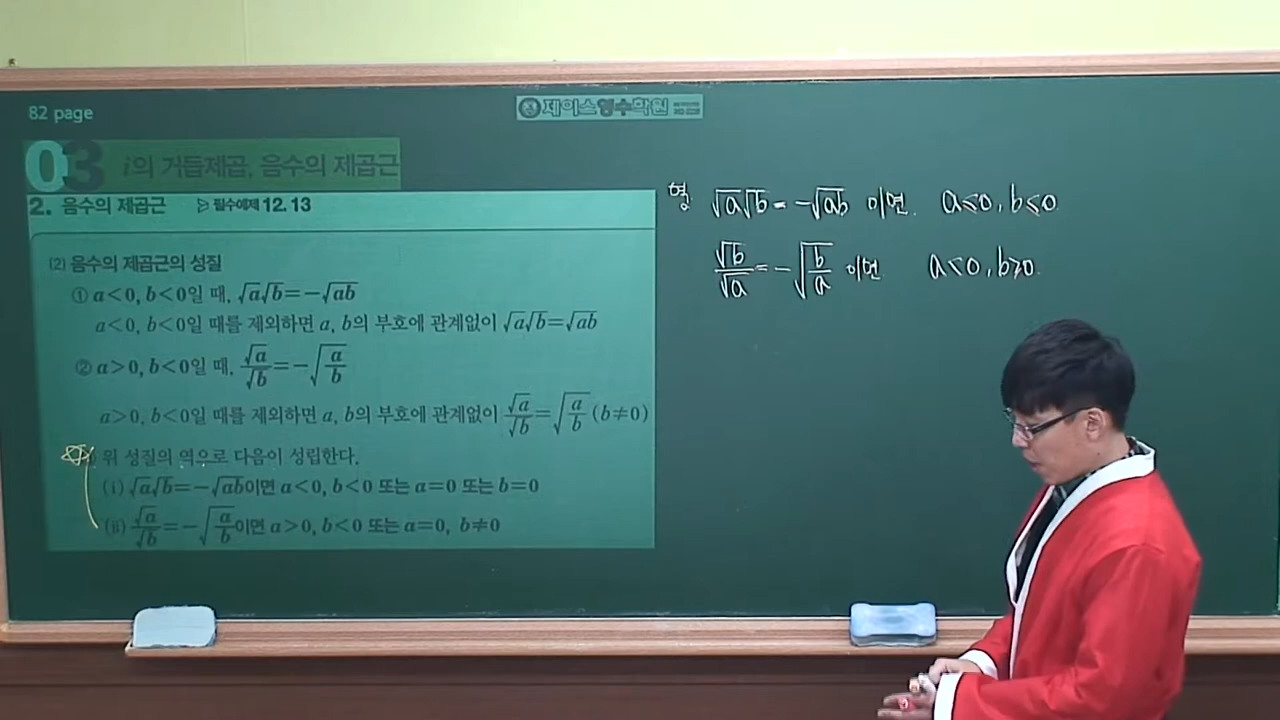 82 page
제이스영수학원
03 i의 거듭제곱, 음수의 제곱근
2. 음수의 제곱근 ▷ 필수예제 12, 13
(2) 음수의 제곱근의 성질
① a<0, b<0일 때, √a√b=-√ab
a<0, b<0일 때를 제외하면 a, b의 부호에 관계없이 √a√b=√ab
② a>0, b<0일 때, √a/√b=-√(a/b)
a>0, b<0일 때를 제외하면 a, b의 부호에 관계없이 √a/√b=√(a/b) (b≠0)
위 성질의 역으로 다음이 성립한다.
(i) √a√b=-√ab이면 a<0, b<0 또는 a=0 또는 b=0
(ii) √a/√b=-√(a/b)이면 a>0, b<0 또는 a=0, b≠0
√a√b=-√ab 이면 a≤0, b≤0
√b/√a=-√(b/a) 이면 a<0, b≥0.